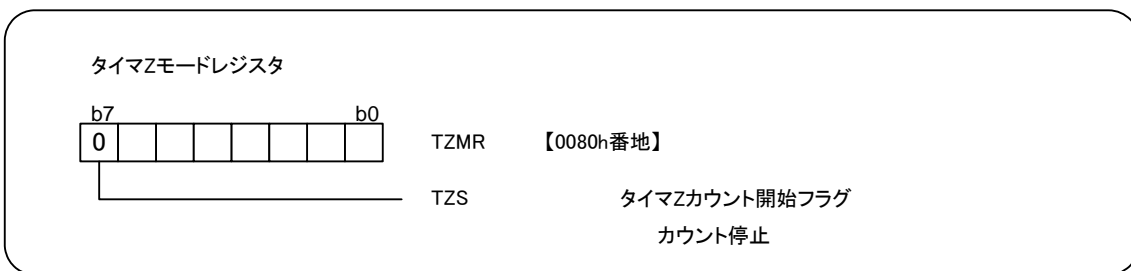 タイマZモードレジスタ
b7 b0
0 TZMR 【0080h番地】
TZS タイマZカウント開始フラグ
カウント停止